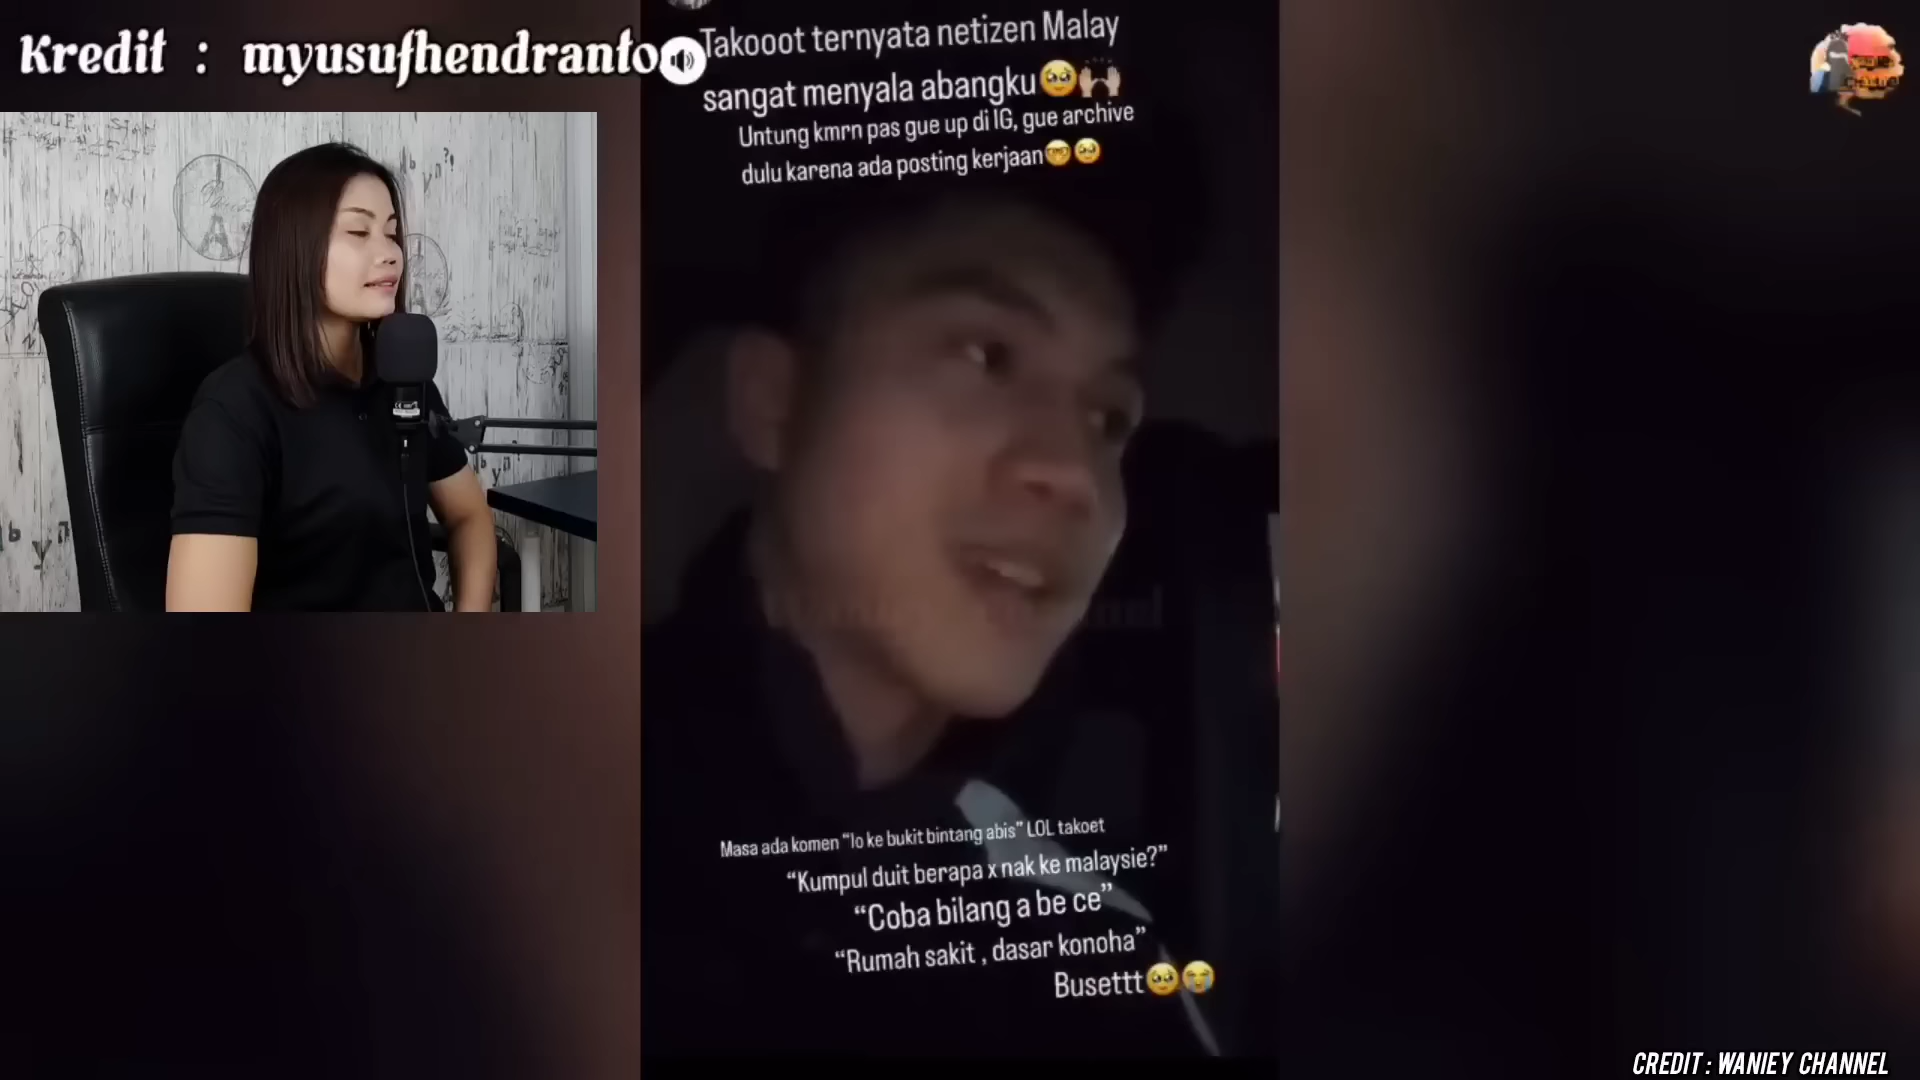 Kredit : myusufhendranto
Takooot ternyata netizen Malay
sangat menyala abangku🥹🙌🏻
Untung kmrn pas gue up di IG, gue archive
dulu karena ada posting kerjaan🤓🥹
Masa ada komen “lo ke bukit bintang abis” LOL takoet
“Kumpul duit berapa x nak ke malaysie?”
“Coba bilang a be ce”
“Rumah sakit , dasar konoha”
Busettt🥹😭
CREDIT : WANIEY CHANNEL